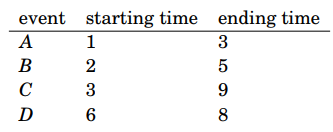 event starting time ending time
A 1 3
B 2 5
C 3 9
D 6 8